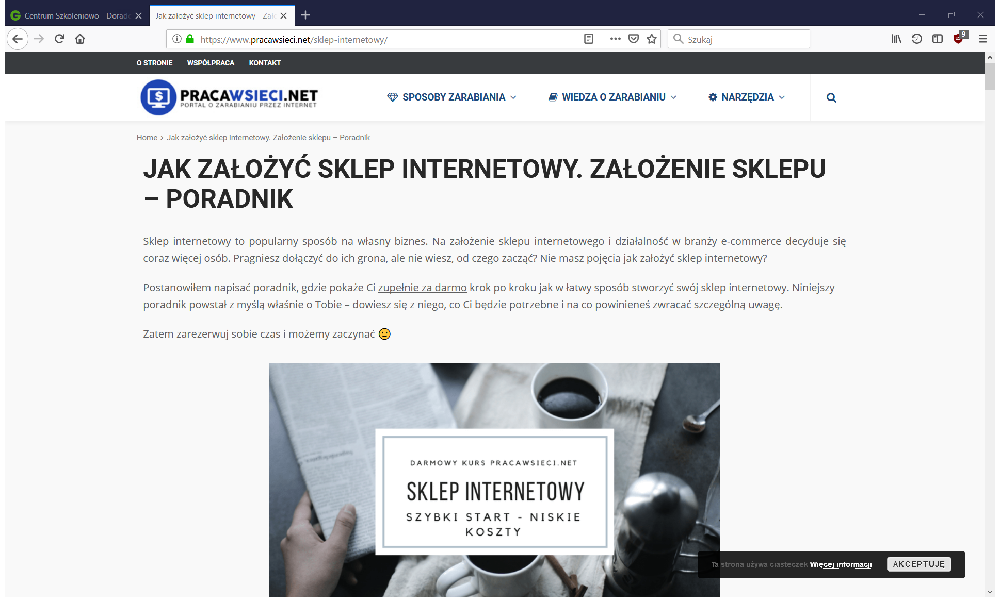 Centrum Szkoleniowo - Dorad
Jak założyć sklep internetowy - Zało
https://www.pracawsieci.net/sklep-internetowy/
Szukaj
9
O STRONIE
WSPÓŁPRACA
KONTAKT
PRACAWSIECI.NET
PORTAL O ZARABIANIU PRZEZ INTERNET
SPOSOBY ZARABIANIA
WIEDZA O ZARABIANIU
NARZĘDZIA
Home > Jak założyć sklep internetowy. Założenie sklepu – Poradnik
JAK ZAŁOŻYĆ SKLEP INTERNETOWY. ZAŁOŻENIE SKLEPU
– PORADNIK
Sklep internetowy to popularny sposób na własny biznes. Na założenie sklepu internetowego i działalność w branży e-commerce decyduje się
coraz więcej osób. Pragniesz dołączyć do ich grona, ale nie wiesz, od czego zacząć? Nie masz pojęcia jak założyć sklep internetowy?
Postanowiłem napisać poradnik, gdzie pokaże Ci zupełnie za darmo krok po kroku jak w łatwy sposób stworzyć swój sklep internetowy. Niniejszy
poradnik powstał z myślą właśnie o Tobie – dowiesz się z niego, co Ci będzie potrzebne i na co powinieneś zwracać szczególną uwagę.
Zatem zarezerwuj sobie czas i możemy zaczynać 🙂
DARMOWY KURS PRACAWSIECI.NET
SKLEP INTERNETOWY
SZYBKI START - NISKIE
KOSZTY
Ta strona używa ciasteczek Więcej informacji
AKCEPTUJĘ